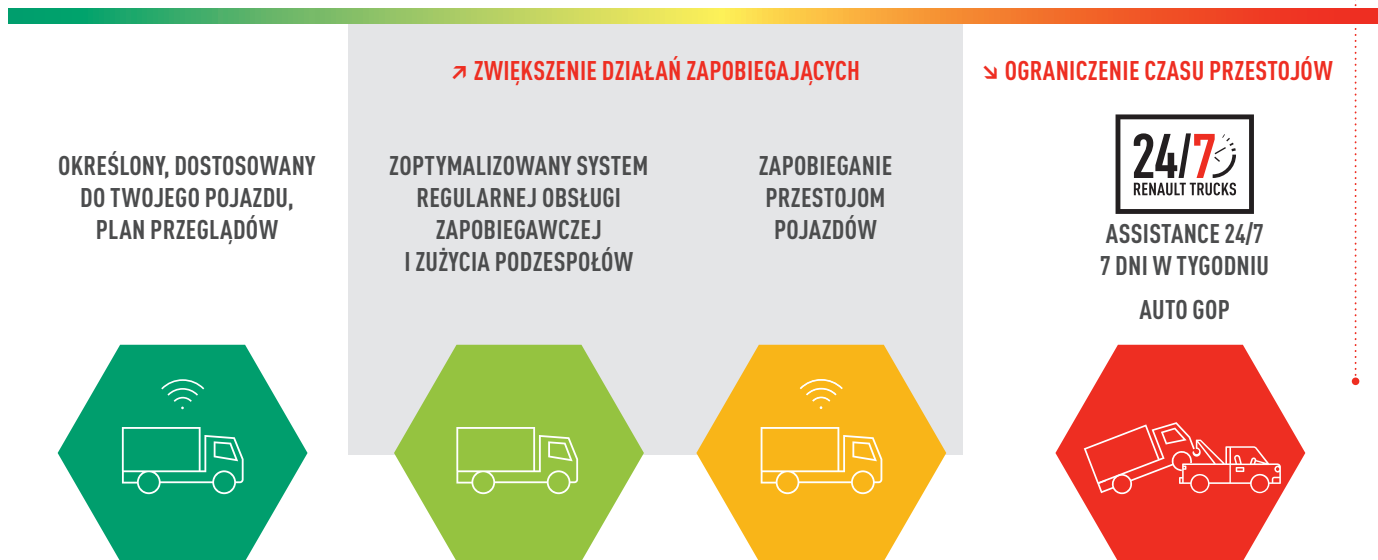 ↗ ZWIĘKSZENIE DZIAŁAŃ ZAPOBIEGAJĄCYCH
↘ OGRANICZENIE CZASU PRZESTOJÓW
OKREŚLONY, DOSTOSOWANY
DO TWOJEGO POJAZDU,
PLAN PRZEGLĄDÓW
ZOPTYMALIZOWANY SYSTEM
REGULARNEJ OBSŁUGI
ZAPOBIEGAWCZEJ
I ZUŻYCIA PODZESPOŁÓW
ZAPOBIEGANIE
PRZESTOJOM
POJAZDÓW
24/7
RENAULT TRUCKS
ASSISTANCE 24/7
7 DNI W TYGODNIU
AUTO GOP